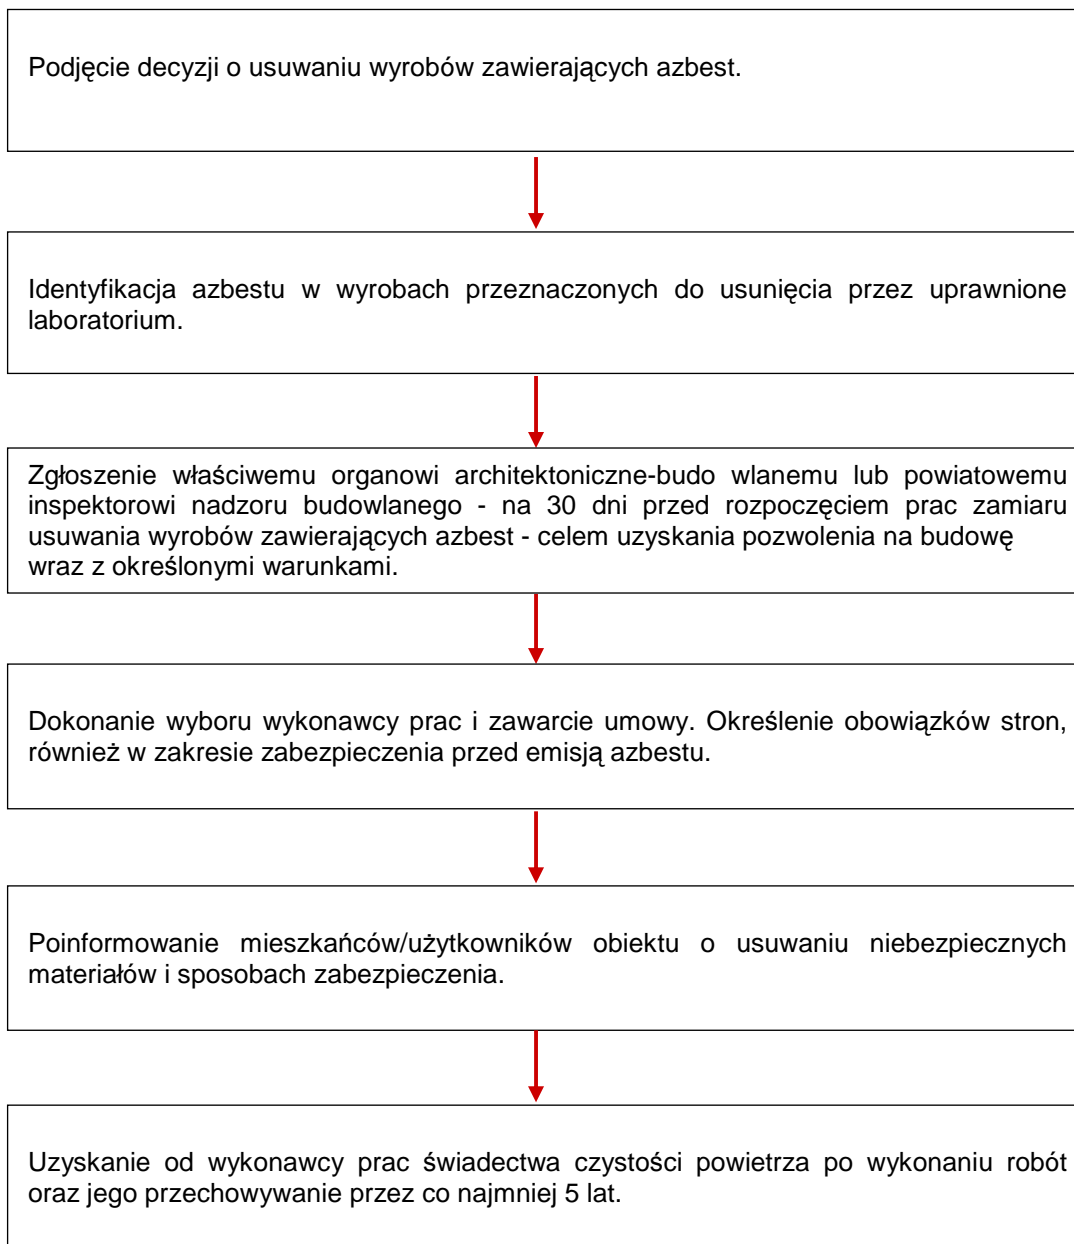 Podjęcie decyzji o usuwaniu wyrobów zawierających azbest.
Identyfikacja azbestu w wyrobach przeznaczonych do usunięcia przez uprawnione
laboratorium.
Zgłoszenie właściwemu organowi architektoniczne-budo wlanemu lub powiatowemu
inspektorowi nadzoru budowlanego - na 30 dni przed rozpoczęciem prac zamiaru
usuwania wyrobów zawierających azbest - celem uzyskania pozwolenia na budowę
wraz z określonymi warunkami.
Dokonanie wyboru wykonawcy prac i zawarcie umowy. Określenie obowiązków stron,
również w zakresie zabezpieczenia przed emisją azbestu.
Poinformowanie mieszkańców/użytkowników obiektu o usuwaniu niebezpiecznych
materiałów i sposobach zabezpieczenia.
Uzyskanie od wykonawcy prac świadectwa czystości powietrza po wykonaniu robót
oraz jego przechowywanie przez co najmniej 5 lat.